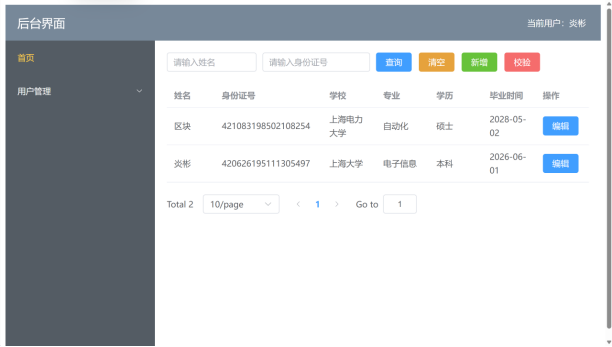 后台界面
当前用户：炎彬
首页
用户管理
请输入姓名 请输入身份证号 查询 清空 新增 校验
姓名 身份证号 学校 专业 学历 毕业时间 操作
区块 421083198502108254 上海电力大学 自动化 硕士 2028-05-02 编辑
炎彬 420626195111305497 上海大学 电子信息 本科 2026-06-01 编辑
Total 2 10/page 1 Go to 1